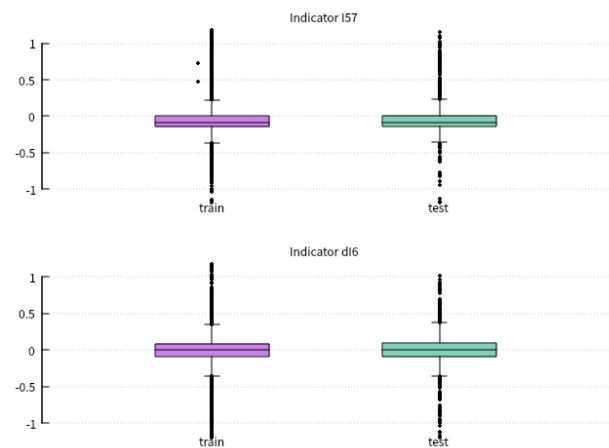 Indicator I57
1
0.5
0
-0.5
-1
train test
Indicator dI6
1
0.5
0
-0.5
-1
train test